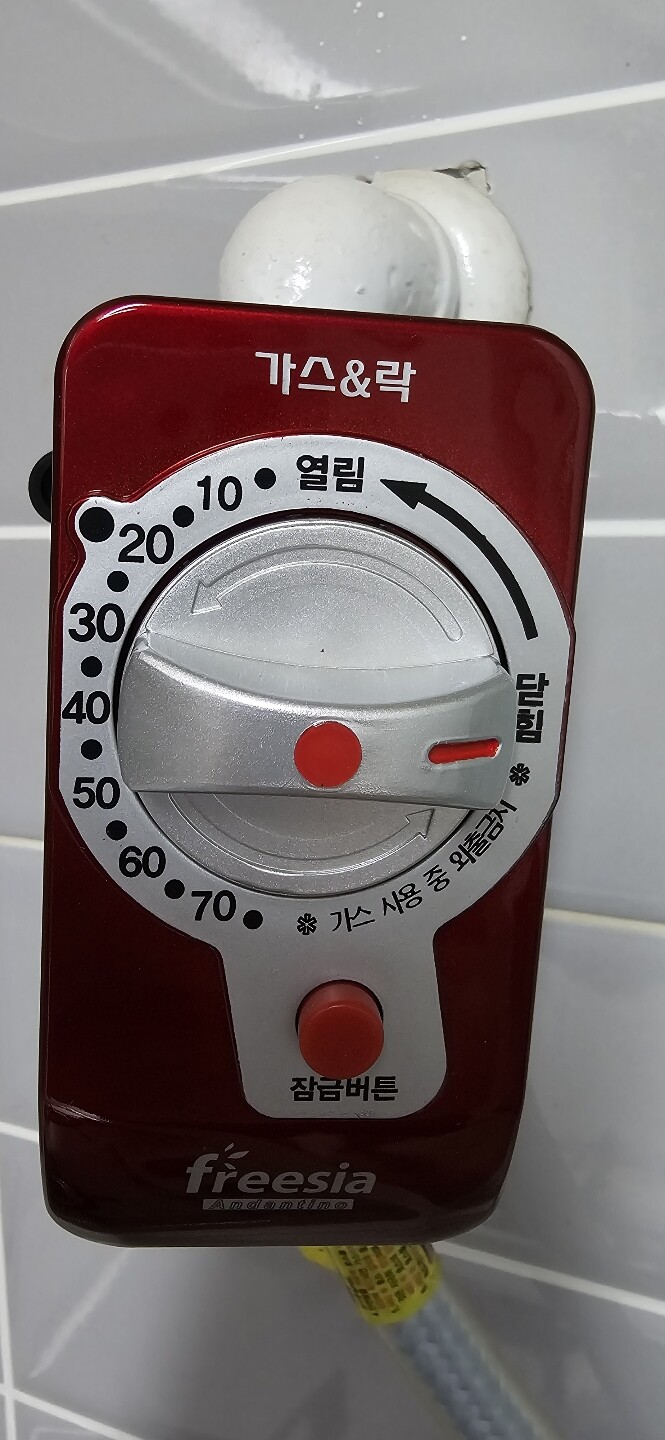 가스&락
열림
10
20
30
40
50
60
70
닫힘
※ 가스 사용 중 외출금지 ※
잠금버튼
freesia
Andantino